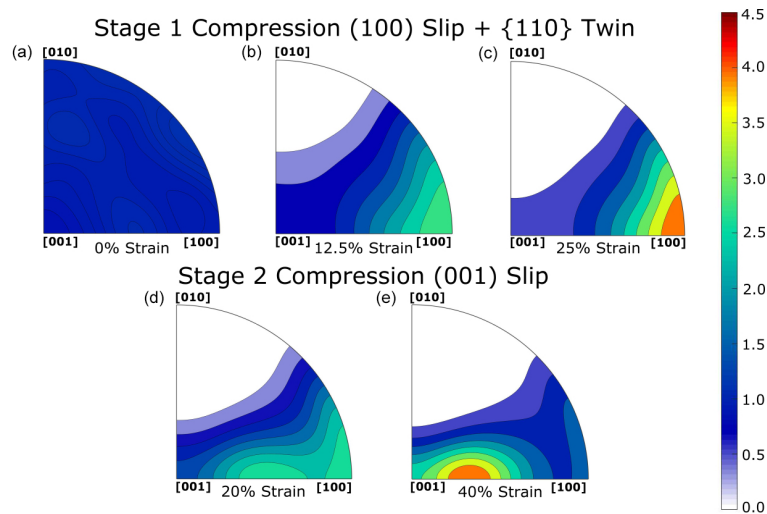 Stage 1 Compression (100) Slip + {110} Twin
(a)
[010]
[001]
0% Strain
[100]
(b)
[010]
[001]
12.5% Strain
[100]
(c)
[010]
[001]
25% Strain
[100]
Stage 2 Compression (001) Slip
(d)
[010]
[001]
20% Strain
[100]
(e)
[010]
[001]
40% Strain
[100]
4.5
4.0
3.5
3.0
2.5
2.0
1.5
1.0
0.5
0.0